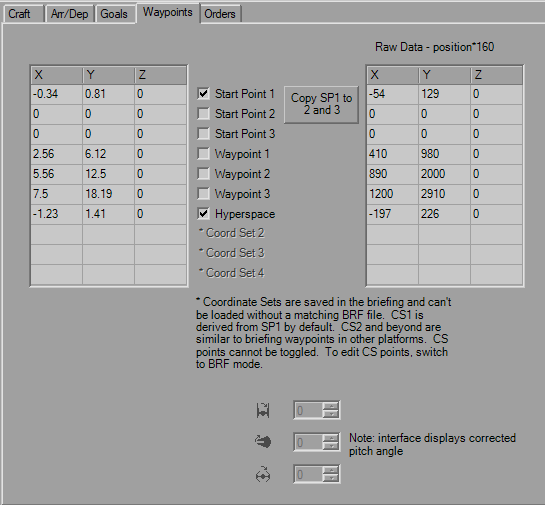 Craft Arr/Dep Goals Waypoints Orders
Raw Data - position*160
X Y Z X Y Z
-0.34 0.81 0 Start Point 1 Copy SP1 to 2 and 3 -54 129 0
0 0 0 Start Point 2 0 0 0
0 0 0 Start Point 3 0 0 0
2.56 6.12 0 Waypoint 1 410 980 0
5.56 12.5 0 Waypoint 2 890 2000 0
7.5 18.19 0 Waypoint 3 1200 2910 0
-1.23 1.41 0 Hyperspace -197 226 0
* Coord Set 2
* Coord Set 3
* Coord Set 4
* Coordinate Sets are saved in the briefing and can't
be loaded without a matching BRF file. CS1 is
derived from SP1 by default. CS2 and beyond are
similar to briefing waypoints in other platforms. CS
points cannot be toggled. To edit CS points, switch
to BRF mode.
0
0 Note: interface displays corrected
pitch angle
0